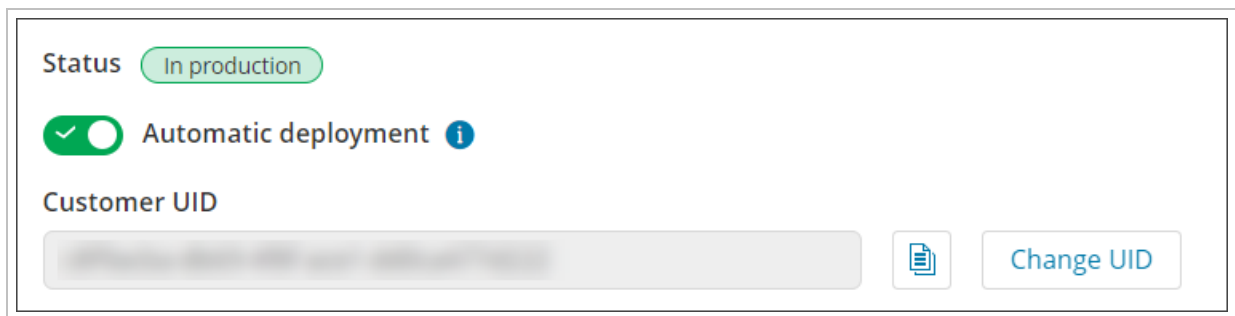 Status In production
Automatic deployment
Customer UID
Change UID